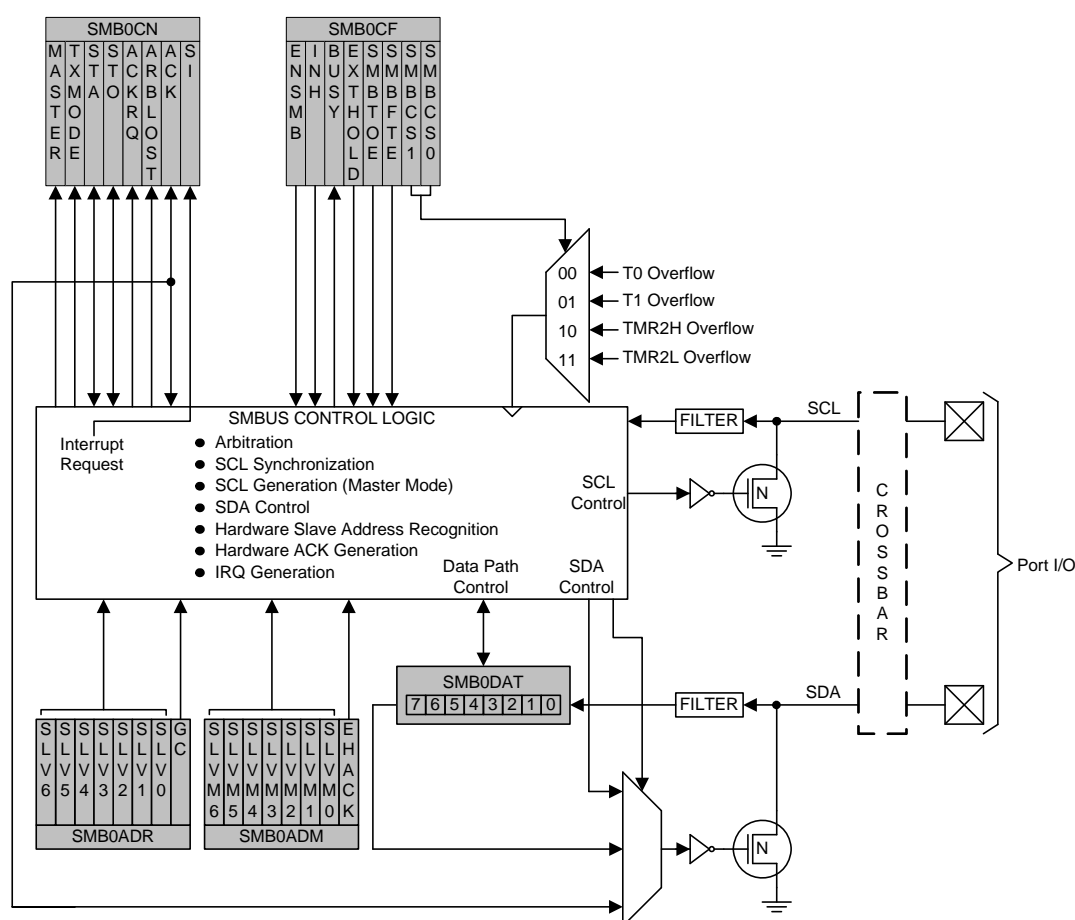 SMB0CN
MASTER
TXMODE
STA
STO
ACKRQ
ARBLOST
ACK
SI
SMB0CF
ENSMB
INH
BUSY
EXTHOLD
SMBTOE
SMBFTE
SMBCS1
SMBCS0
00
T0 Overflow
01
T1 Overflow
10
TMR2H Overflow
11
TMR2L Overflow
SMBUS CONTROL LOGIC
Interrupt
Request
● Arbitration
● SCL Synchronization
● SCL Generation (Master Mode)
● SDA Control
● Hardware Slave Address Recognition
● Hardware ACK Generation
● IRQ Generation
SCL
Control
Data Path
Control
SDA
Control
FILTER
SCL
N
CROSSBAR
Port I/O
SMB0DAT
7 6 5 4 3 2 1 0
FILTER
SDA
N
SLV6
SLV5
SLV4
SLV3
SLV2
SLV1
SLV0
GC
SMB0ADR
SLVM6
SLVM5
SLVM4
SLVM3
SLVM2
SLVM1
SLVM0
EHACK
SMB0ADM